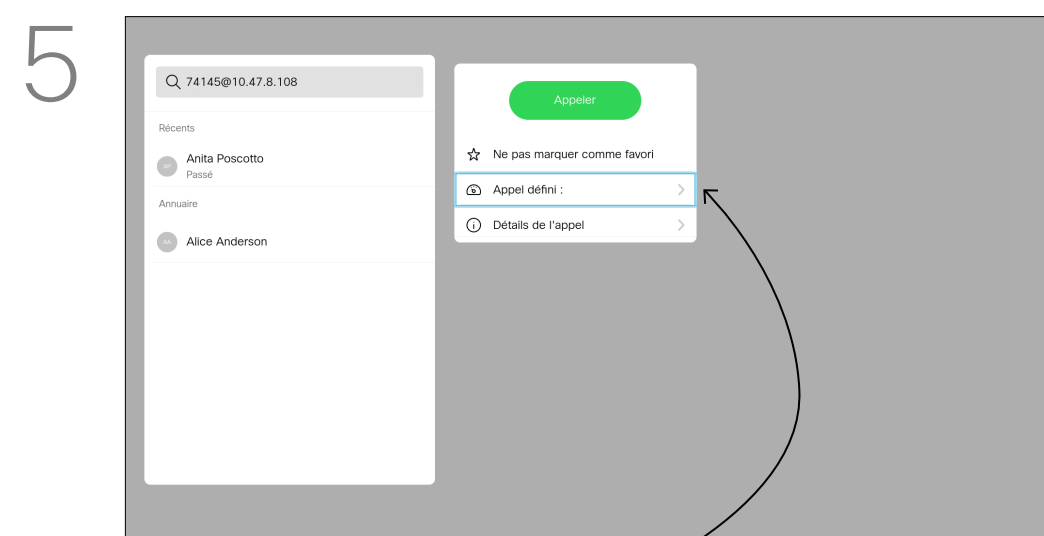 5
74145@10.47.8.108
Récents
AP
Anita Poscotto
Passé
Annuaire
AA
Alice Anderson
Appeler
Ne pas marquer comme favori
Appel défini :
Détails de l'appel